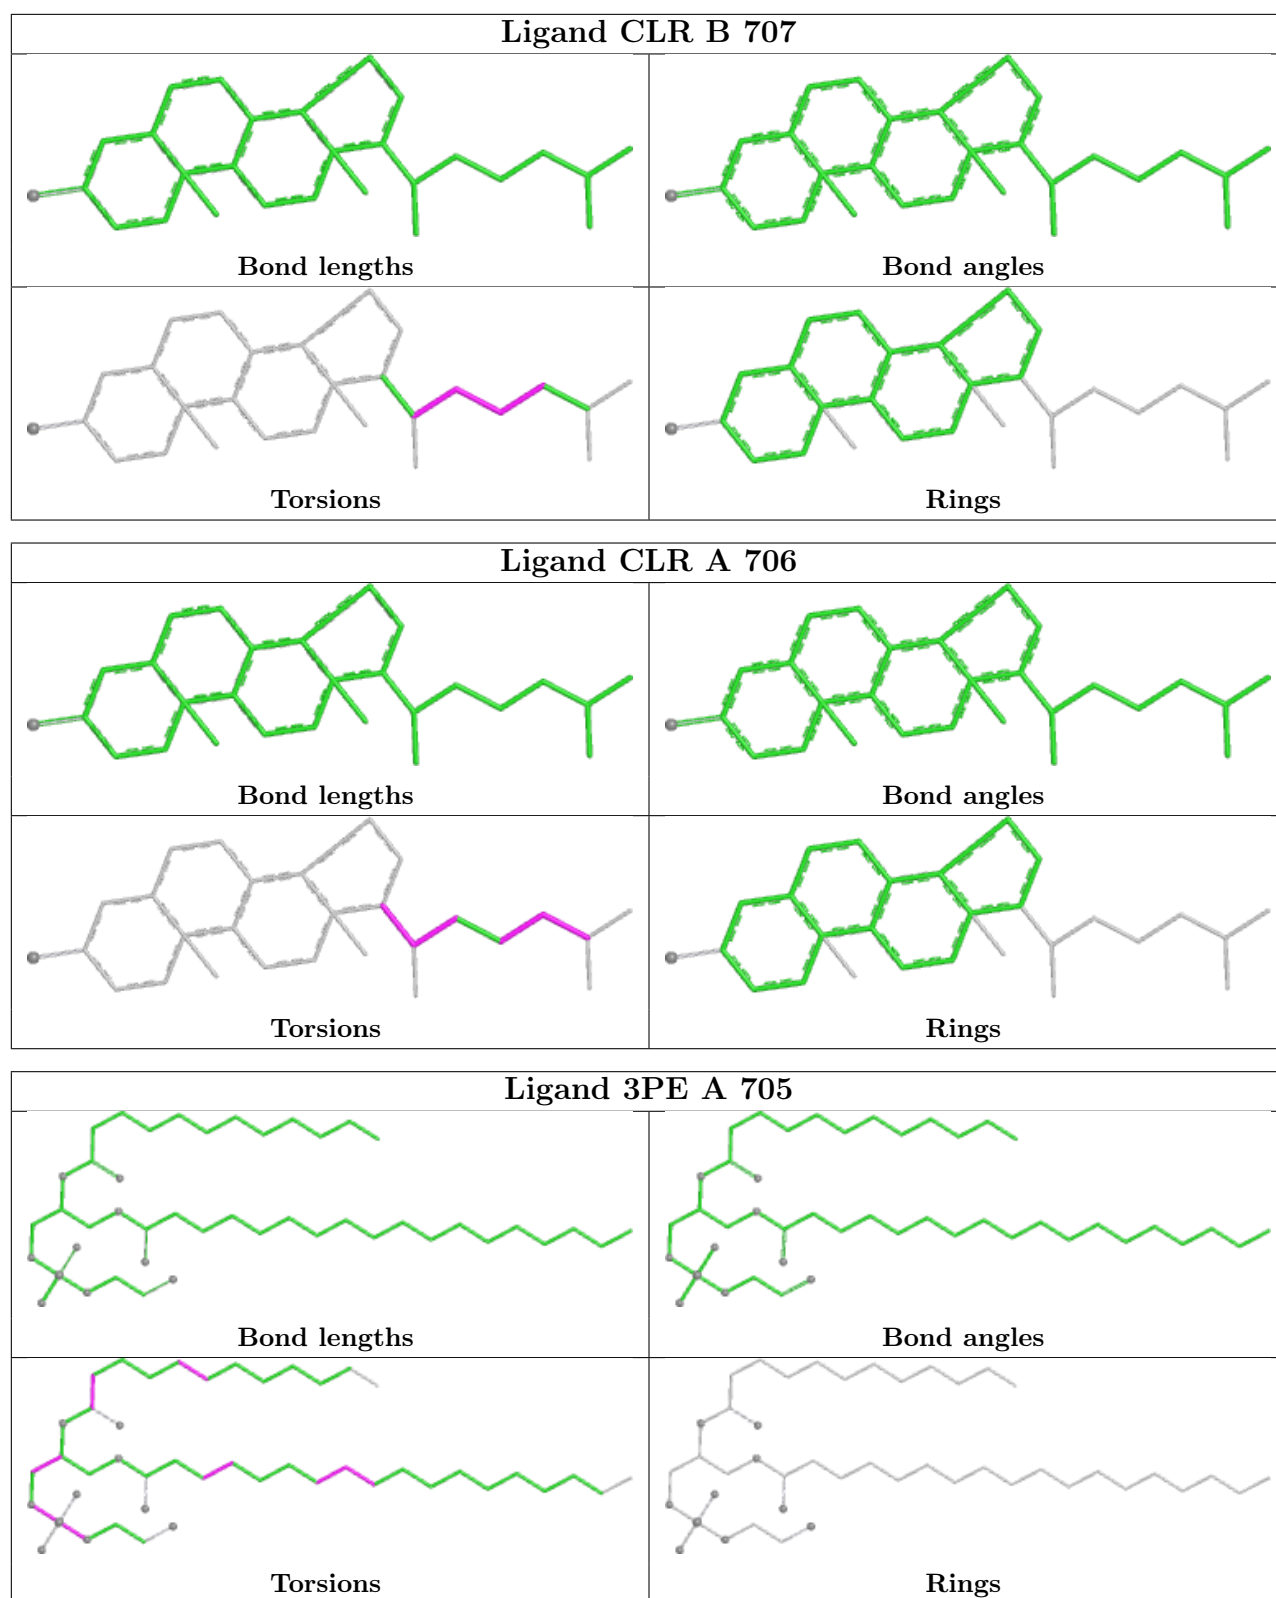 Ligand CLR B 707
Bond lengths
Bond angles
Torsions
Rings
Ligand CLR A 706
Bond lengths
Bond angles
Torsions
Rings
Ligand 3PE A 705
Bond lengths
Bond angles
Torsions
Rings